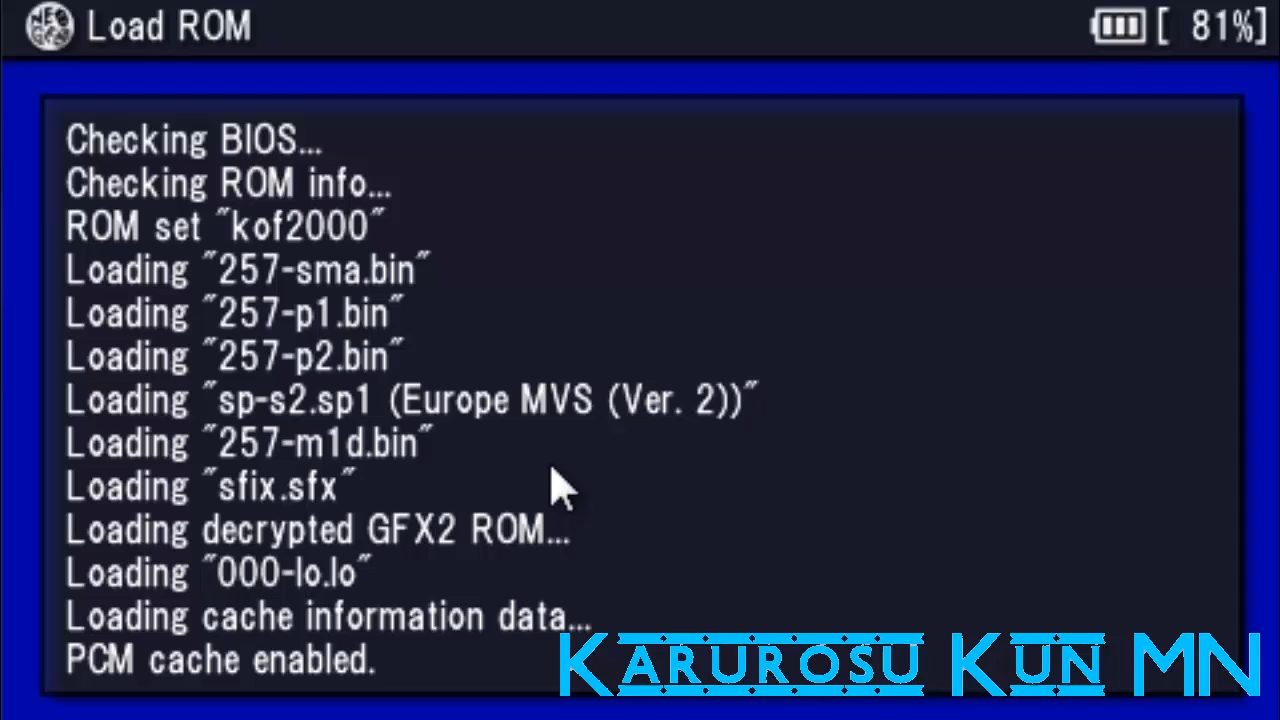 NEO GEO Load ROM [ 81%]
Checking BIOS...
Checking ROM info...
ROM set "kof2000"
Loading "257-sma.bin"
Loading "257-p1.bin"
Loading "257-p2.bin"
Loading "sp-s2.sp1 (Europe MVS (Ver. 2))"
Loading "257-m1d.bin"
Loading "sfix.sfx"
Loading decrypted GFX2 ROM...
Loading "000-lo.lo"
Loading cache information data...
PCM cache enabled.
KARUROSU KUN MN